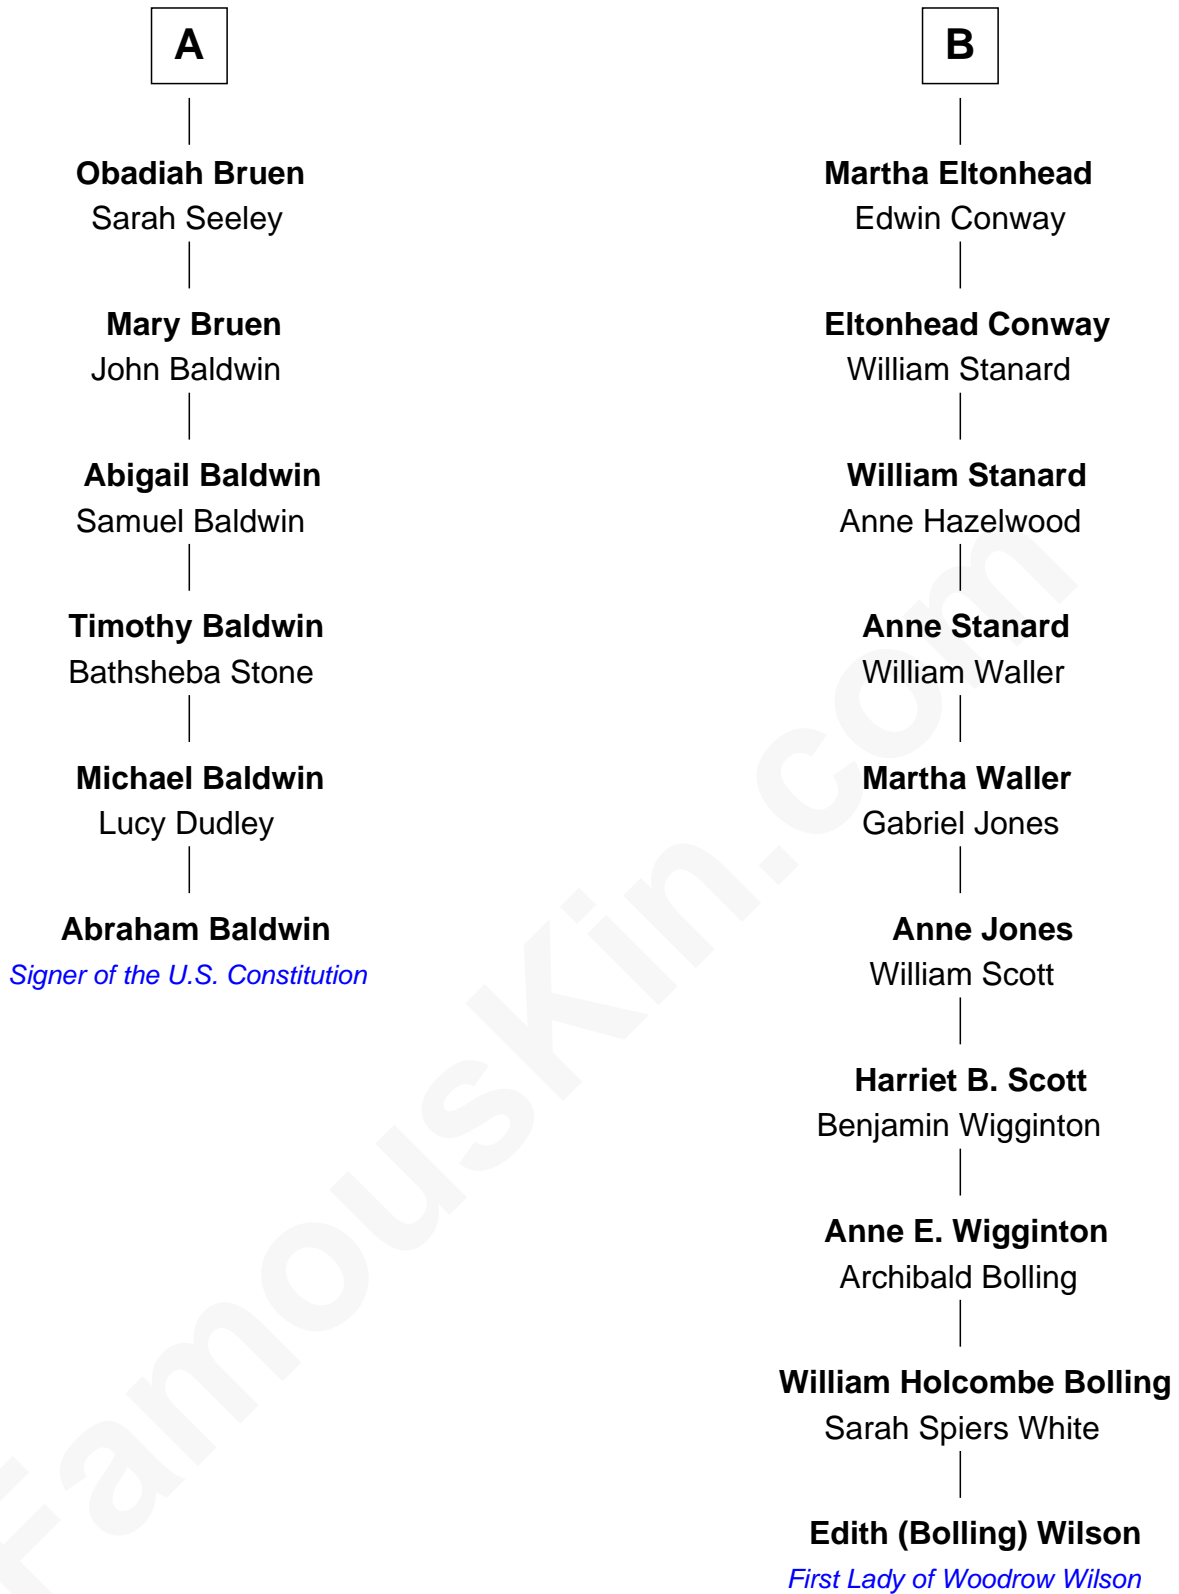 A
Obadiah Bruen
Sarah Seeley
Mary Bruen
John Baldwin
Abigail Baldwin
Samuel Baldwin
Timothy Baldwin
Bathsheba Stone
Michael Baldwin
Lucy Dudley
Abraham Baldwin
Signer of the U.S. Constitution
B
Martha Eltonhead
Edwin Conway
Eltonhead Conway
William Stanard
William Stanard
Anne Hazelwood
Anne Stanard
William Waller
Martha Waller
Gabriel Jones
Anne Jones
William Scott
Harriet B. Scott
Benjamin Wigginton
Anne E. Wigginton
Archibald Bolling
William Holcombe Bolling
Sarah Spiers White
Edith (Bolling) Wilson
First Lady of Woodrow Wilson
FamousKin.com